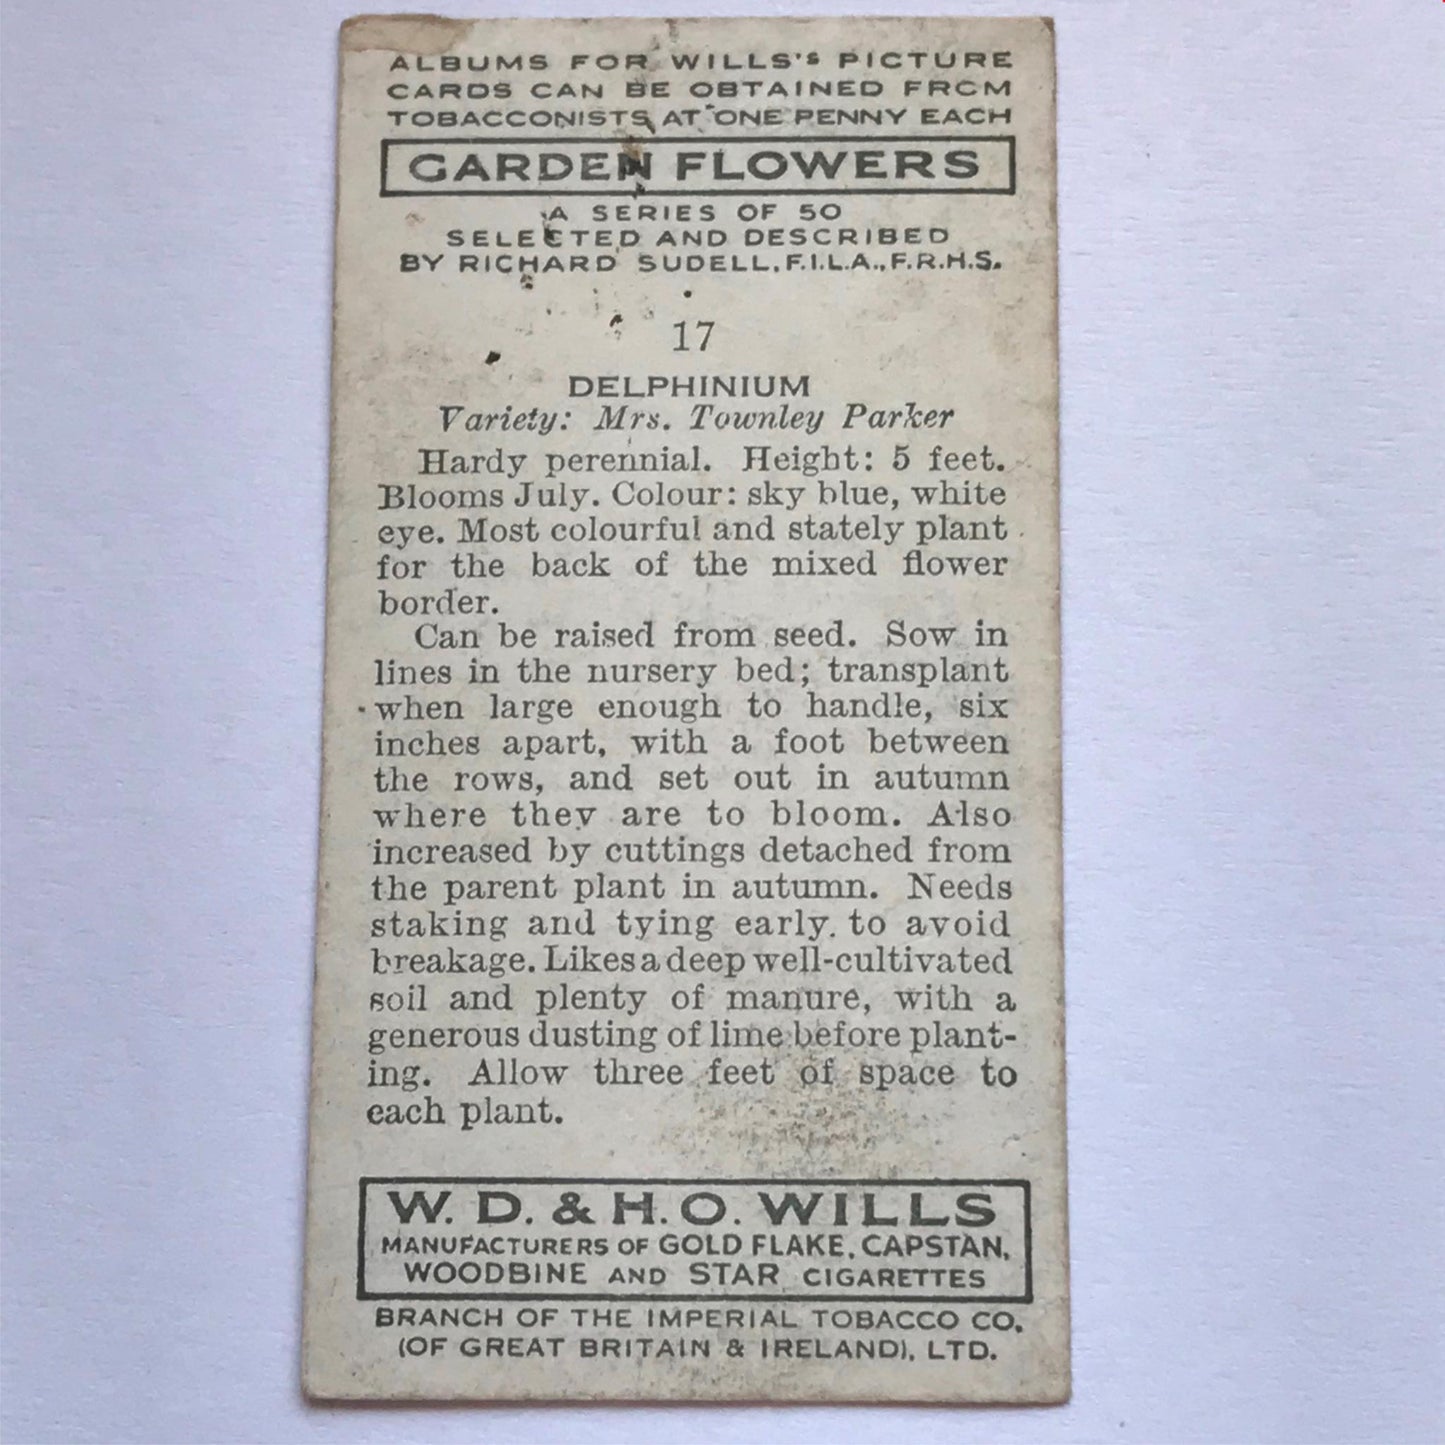 ALBUMS FOR WILLS'S PICTURE
CARDS CAN BE OBTAINED FROM
TOBACCONISTS AT ONE PENNY EACH
GARDEN FLOWERS
A SERIES OF 50
SELECTED AND DESCRIBED
BY RICHARD SUDELL, F.I.L.A., F.R.H.S.
17
DELPHINIUM
Variety: Mrs. Townley Parker
Hardy perennial. Height: 5 feet.
Blooms July. Colour: sky blue, white
eye. Most colourful and stately plant
for the back of the mixed flower
border.
Can be raised from seed. Sow in
lines in the nursery bed; transplant
when large enough to handle, six
inches apart, with a foot between
the rows, and set out in autumn
where they are to bloom. Also
increased by cuttings detached from
the parent plant in autumn. Needs
staking and tying early to avoid
breakage. Likes a deep well-cultivated
soil and plenty of manure, with a
generous dusting of lime before plant-
ing. Allow three feet of space to
each plant.
W. D. & H. O. WILLS
MANUFACTURERS OF GOLD FLAKE, CAPSTAN,
WOODBINE AND STAR CIGARETTES
BRANCH OF THE IMPERIAL TOBACCO CO.
(OF GREAT BRITAIN & IRELAND), LTD.